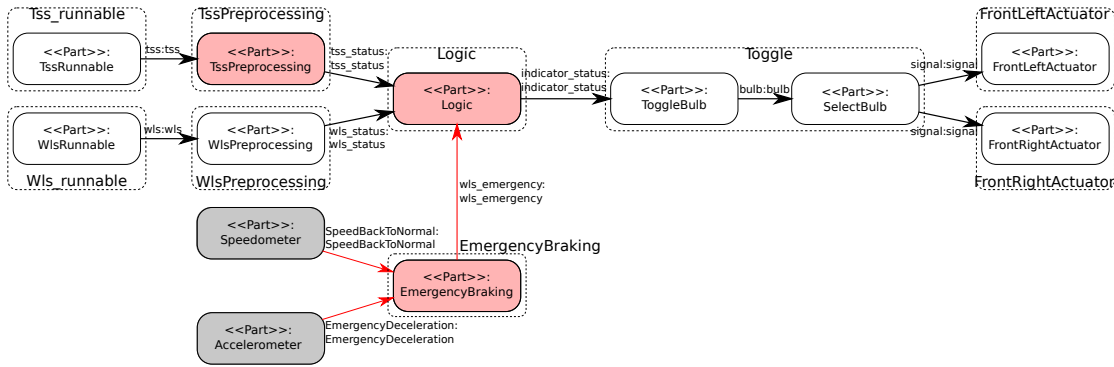 Tss_runnable
<<Part>>:
TssRunnable
tss:tss
TssPreprocessing
<<Part>>:
TssPreprocessing
tss_status:
tss_status
Logic
<<Part>>:
Logic
indicator_status:
indicator_status
Toggle
<<Part>>:
ToggleBulb
bulb:bulb
<<Part>>:
SelectBulb
signal:signal
FrontLeftActuator
<<Part>>:
FrontLeftActuator
<<Part>>:
WlsRunnable
Wls_runnable
wls:wls
<<Part>>:
WlsPreprocessing
WlsPreprocessing
wls_status:
wls_status
signal:signal
<<Part>>:
FrontRightActuator
FrontRightActuator
wls_emergency:
wls_emergency
<<Part>>:
Speedometer
SpeedBackToNormal:
SpeedBackToNormal
EmergencyBraking
<<Part>>:
EmergencyBraking
<<Part>>:
Accelerometer
EmergencyDeceleration:
EmergencyDeceleration